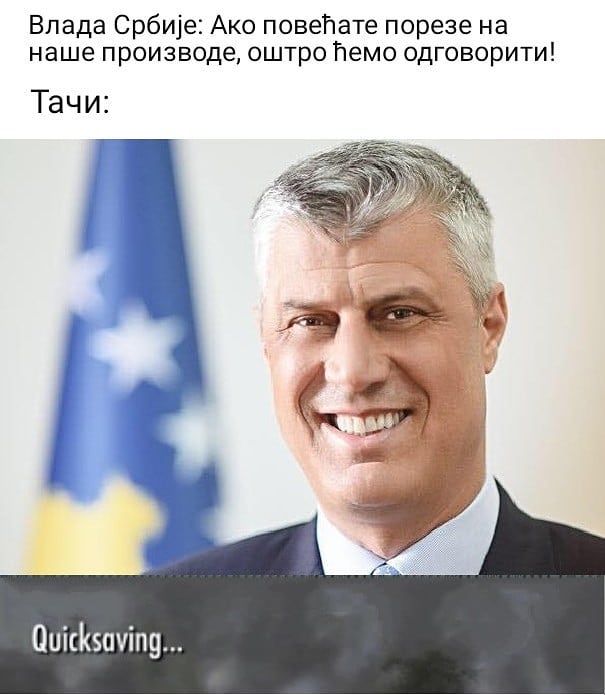 Влада Србије: Ако повећате порезе на
наше производе, оштро ћемо одговорити!
Тачи:
Quicksaving...